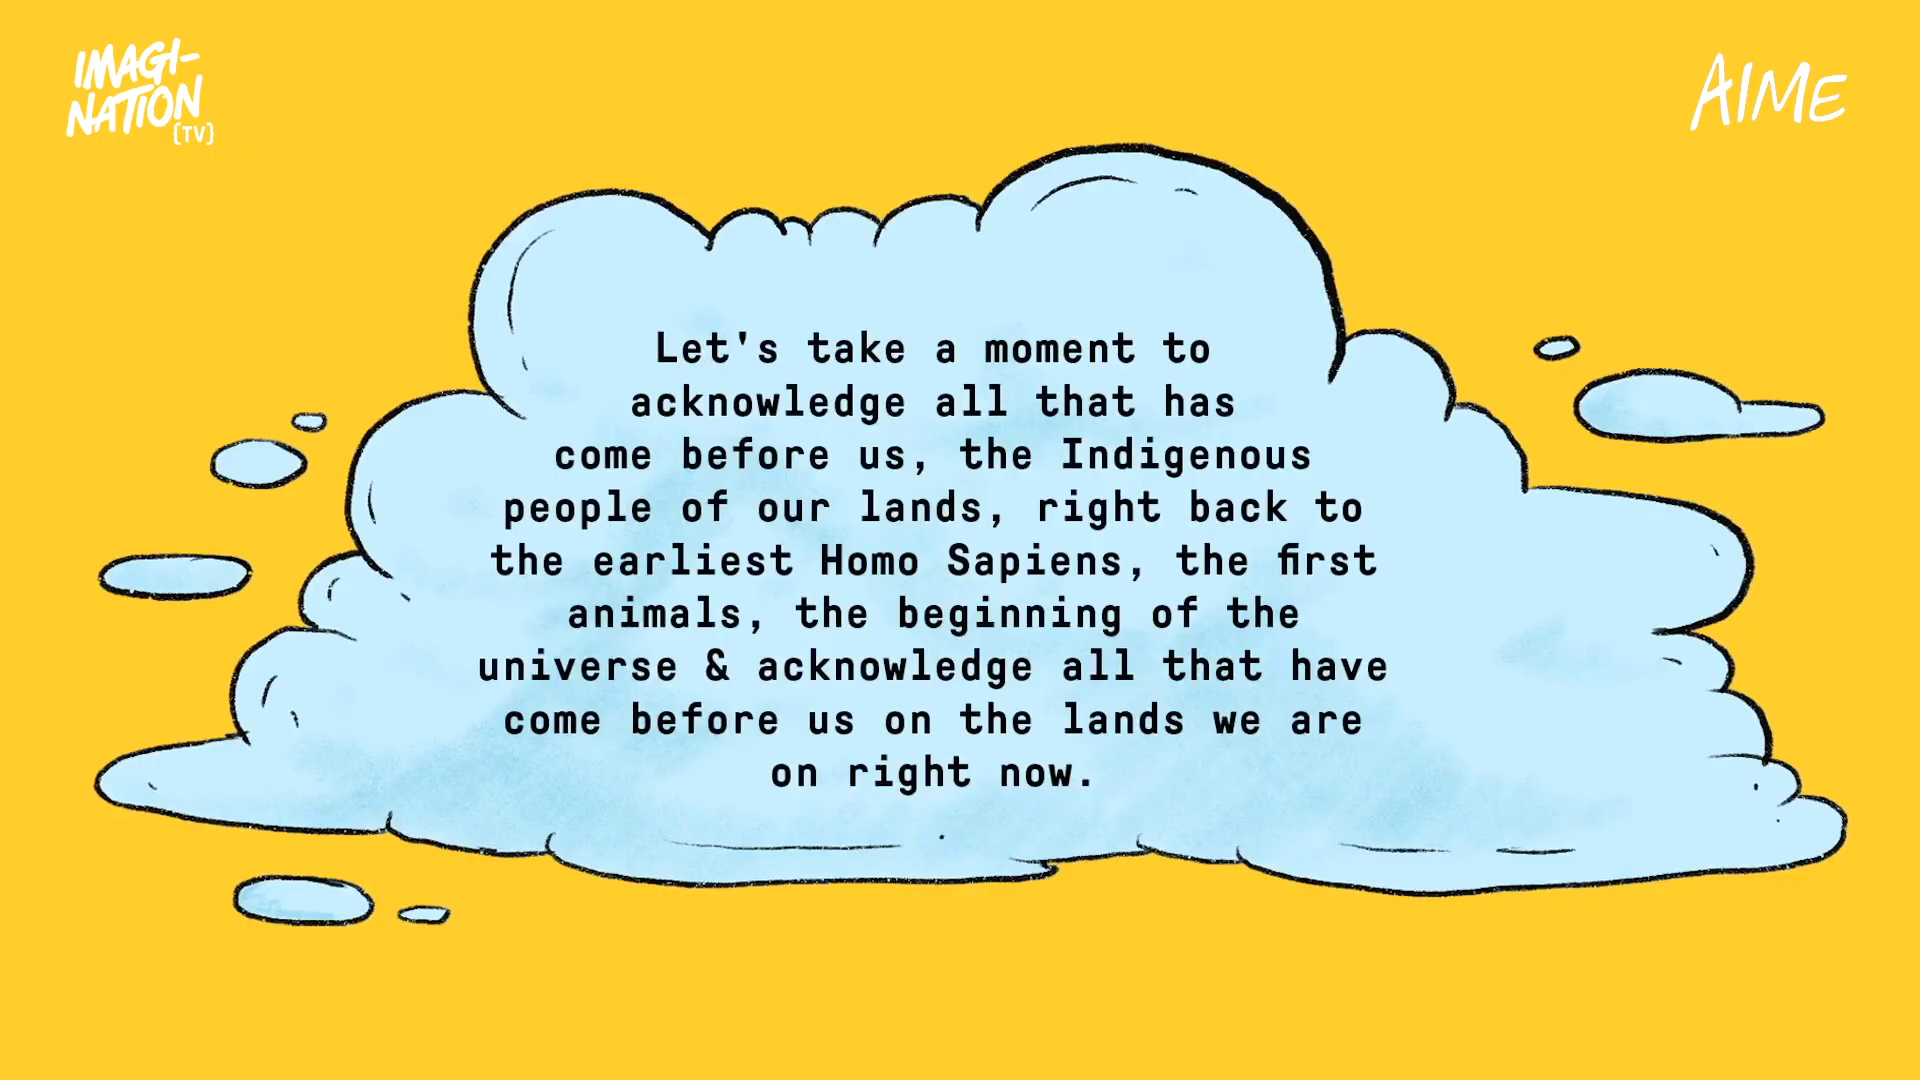 IMAGI-
NATION
{TV}
AIME
Let's take a moment to
acknowledge all that has
come before us, the Indigenous
people of our lands, right back to
the earliest Homo Sapiens, the first
animals, the beginning of the
universe & acknowledge all that have
come before us on the lands we are
on right now.